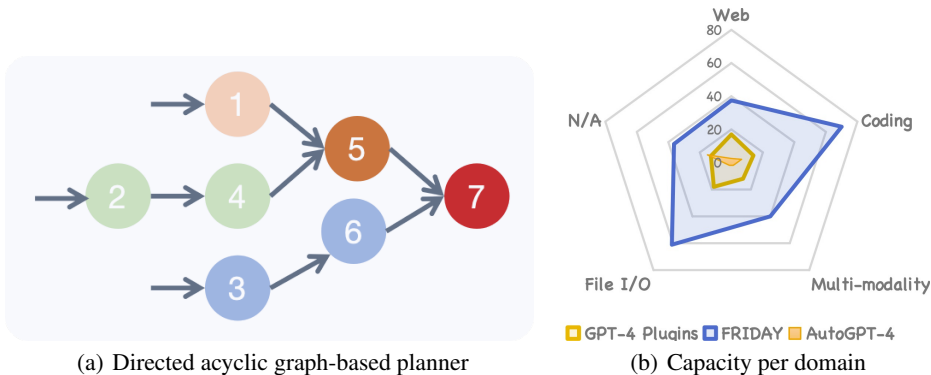 1
5
2
4
7
6
3
(a) Directed acyclic graph-based planner
Web
80
60
40
20
0
N/A
Coding
File I/O
Multi-modality
GPT-4 Plugins FRIDAY AutoGPT-4
(b) Capacity per domain